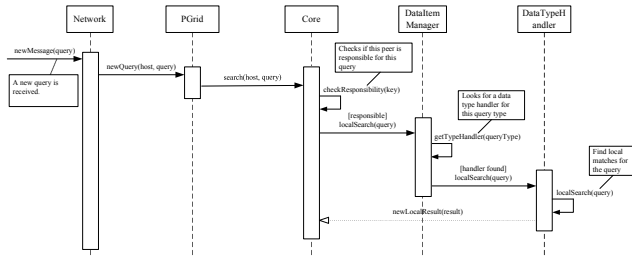 Network
PGrid
Core
DataItem
Manager
DataTypeH
andler
newMessage(query)
A new query is
received.
newQuery(host, query)
search(host, query)
Checks if this peer is
responsible for this
query
checkResponsibility(key)
[responsible]
localSearch(query)
Looks for a data
type handler for
this query type
getTypeHandler(queryType)
[handler found]
localSearch(query)
Find local
matches for
the query
localSearch(query)
newLocalResult(result)